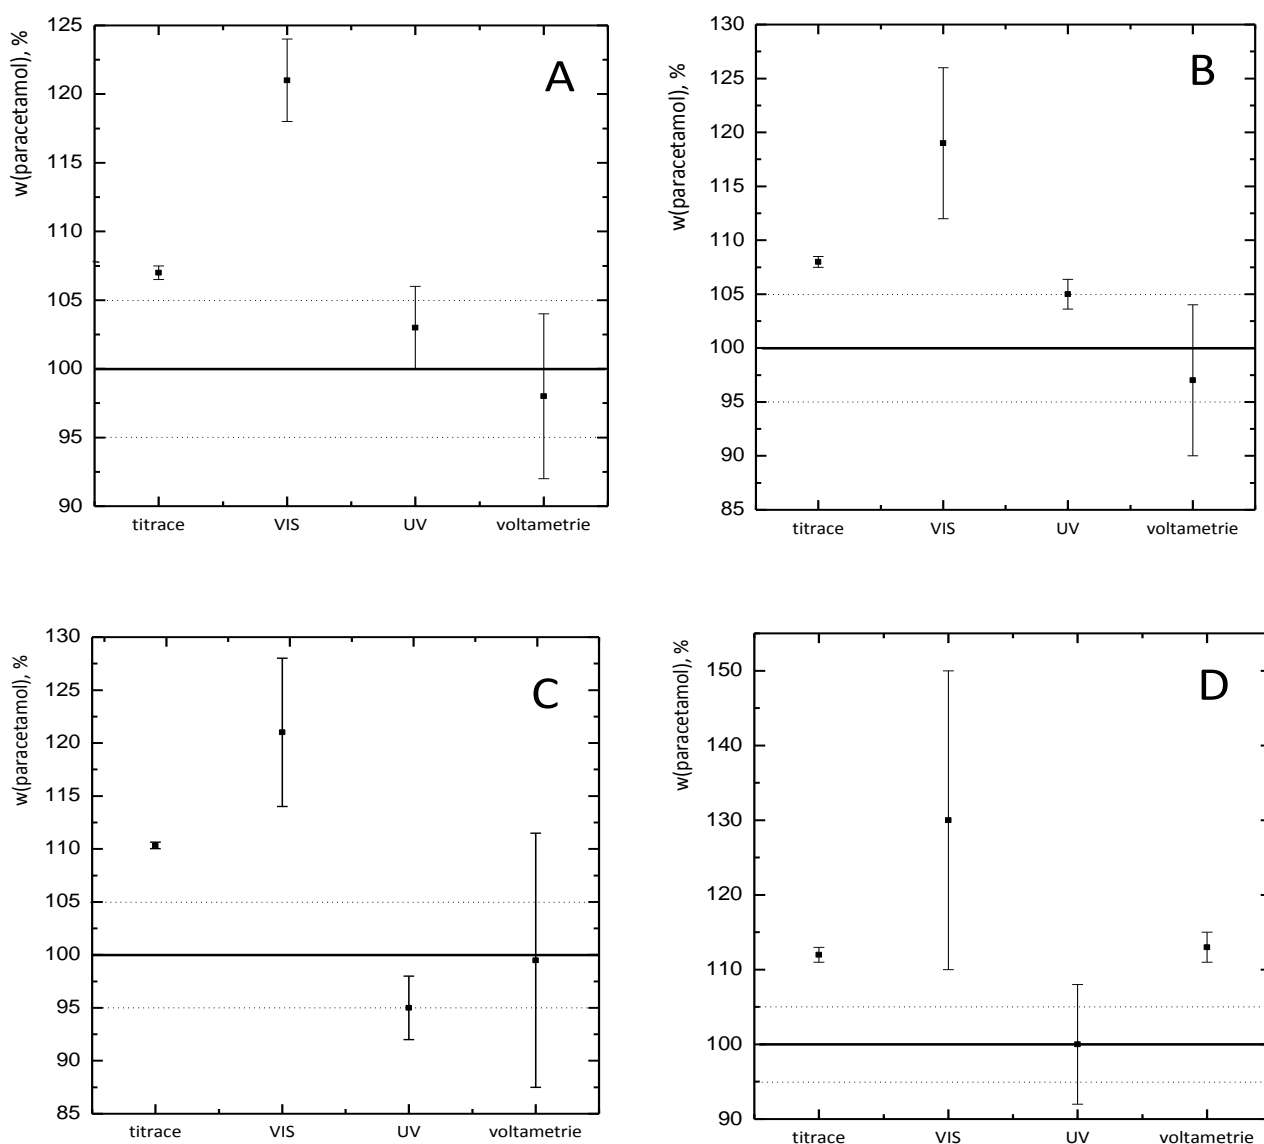 w(paracetamol), %
A
125
120
115
110
105
100
95
90
titrace VIS UV voltametrie
w(paracetamol), %
B
130
125
120
115
110
105
100
95
90
85
titrace VIS UV voltametrie
w(paracetamol), %
C
130
125
120
115
110
105
100
95
90
85
titrace VIS UV voltametrie
w(paracetamol), %
D
150
140
130
120
110
100
90
titrace VIS UV voltametrie